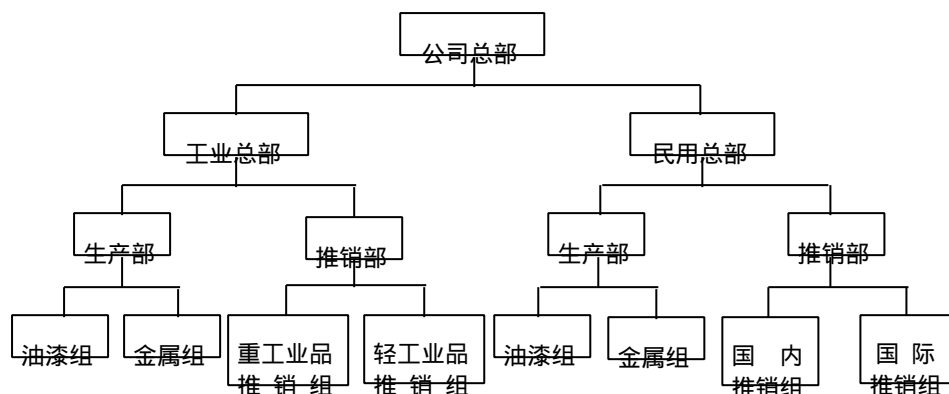 公司总部
工业总部
民用总部
生产部
推销部
生产部
推销部
油漆组
金属组
重工业品
推 销 组
轻工业品
推 销 组
油漆组
金属组
国 内
推销组
国 际
推销组